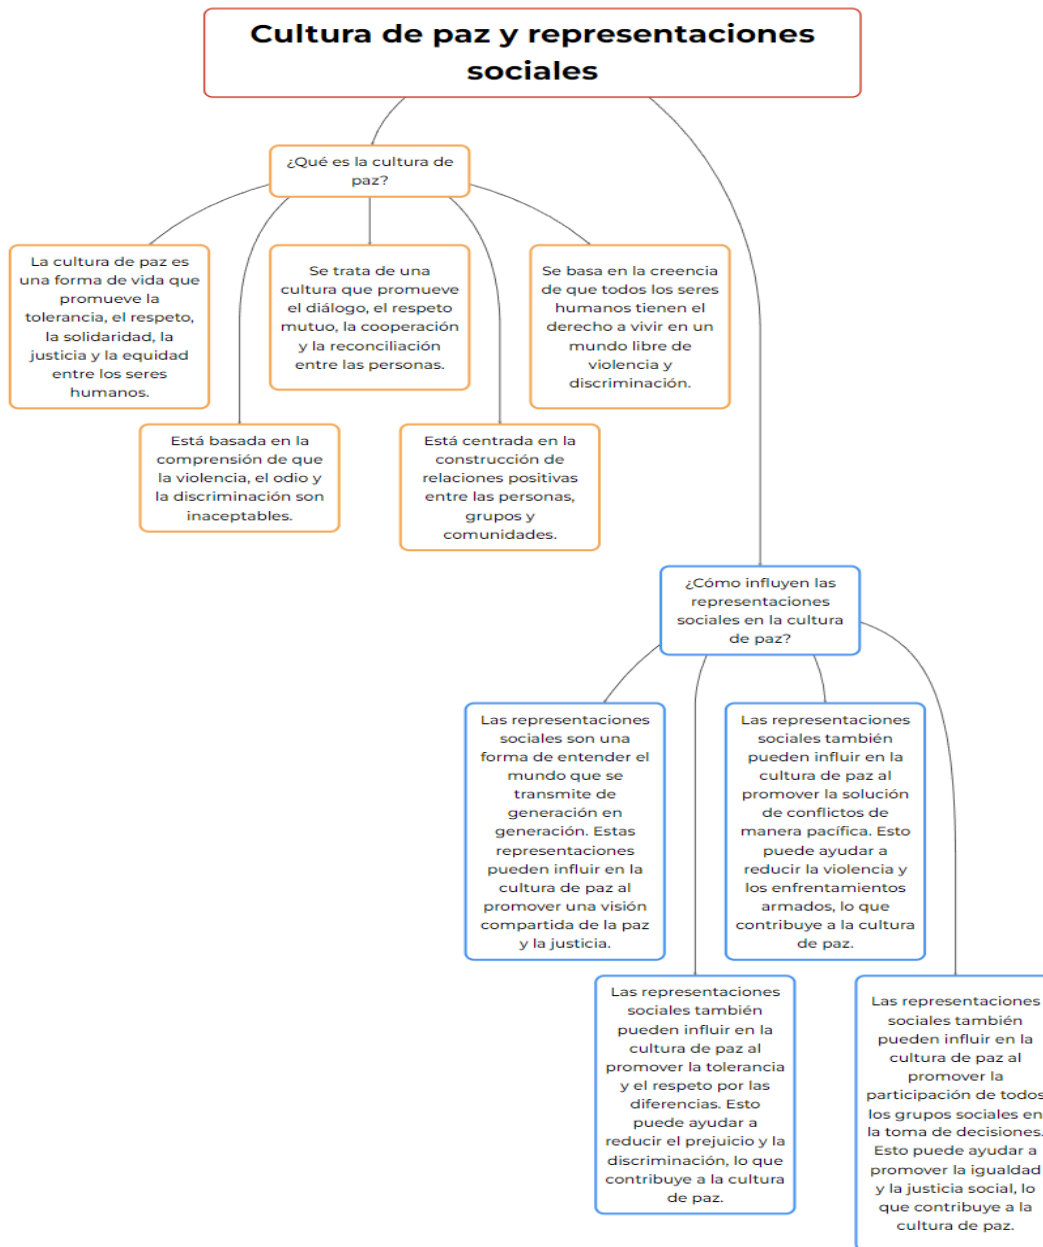 Cultura de paz y representaciones
sociales
¿Qué es la cultura de
paz?
La cultura de paz es
una forma de vida que
promueve la
tolerancia, el respeto,
la solidaridad, la
justicia y la equidad
entre los seres
humanos.
Se trata de una
cultura que promueve
el diálogo, el respeto
mutuo, la cooperación
y la reconciliación
entre las personas.
Se basa en la creencia
de que todos los seres
humanos tienen el
derecho a vivir en un
mundo libre de
violencia y
discriminación.
Está basada en la
comprensión de que
la violencia, el odio y
la discriminación son
inaceptables.
Está centrada en la
construcción de
relaciones positivas
entre las personas,
grupos y
comunidades.
¿Cómo influyen las
representaciones
sociales en la cultura
de paz?
Las representaciones
sociales son una
forma de entender el
mundo que se
transmite de
generación en
generación. Estas
representaciones
pueden influir en la
cultura de paz al
promover una visión
compartida de la paz
y la justicia.
Las representaciones
sociales también
pueden influir en la
cultura de paz al
promover la solución
de conflictos de
manera pacífica. Esto
puede ayudar a
reducir la violencia y
los enfrentamientos
armados, lo que
contribuye a la cultura
de paz.
Las representaciones
sociales también
pueden influir en la
cultura de paz al
promover la tolerancia
y el respeto por las
diferencias. Esto
puede ayudar a
reducir el prejuicio y la
discriminación, lo que
contribuye a la cultura
de paz.
Las representaciones
sociales también
pueden influir en la
cultura de paz al
promover la
participación de todos
los grupos sociales en
la toma de decisiones.
Esto puede ayudar a
promover la igualdad
y la justicia social, lo
que contribuye a la
cultura de paz.